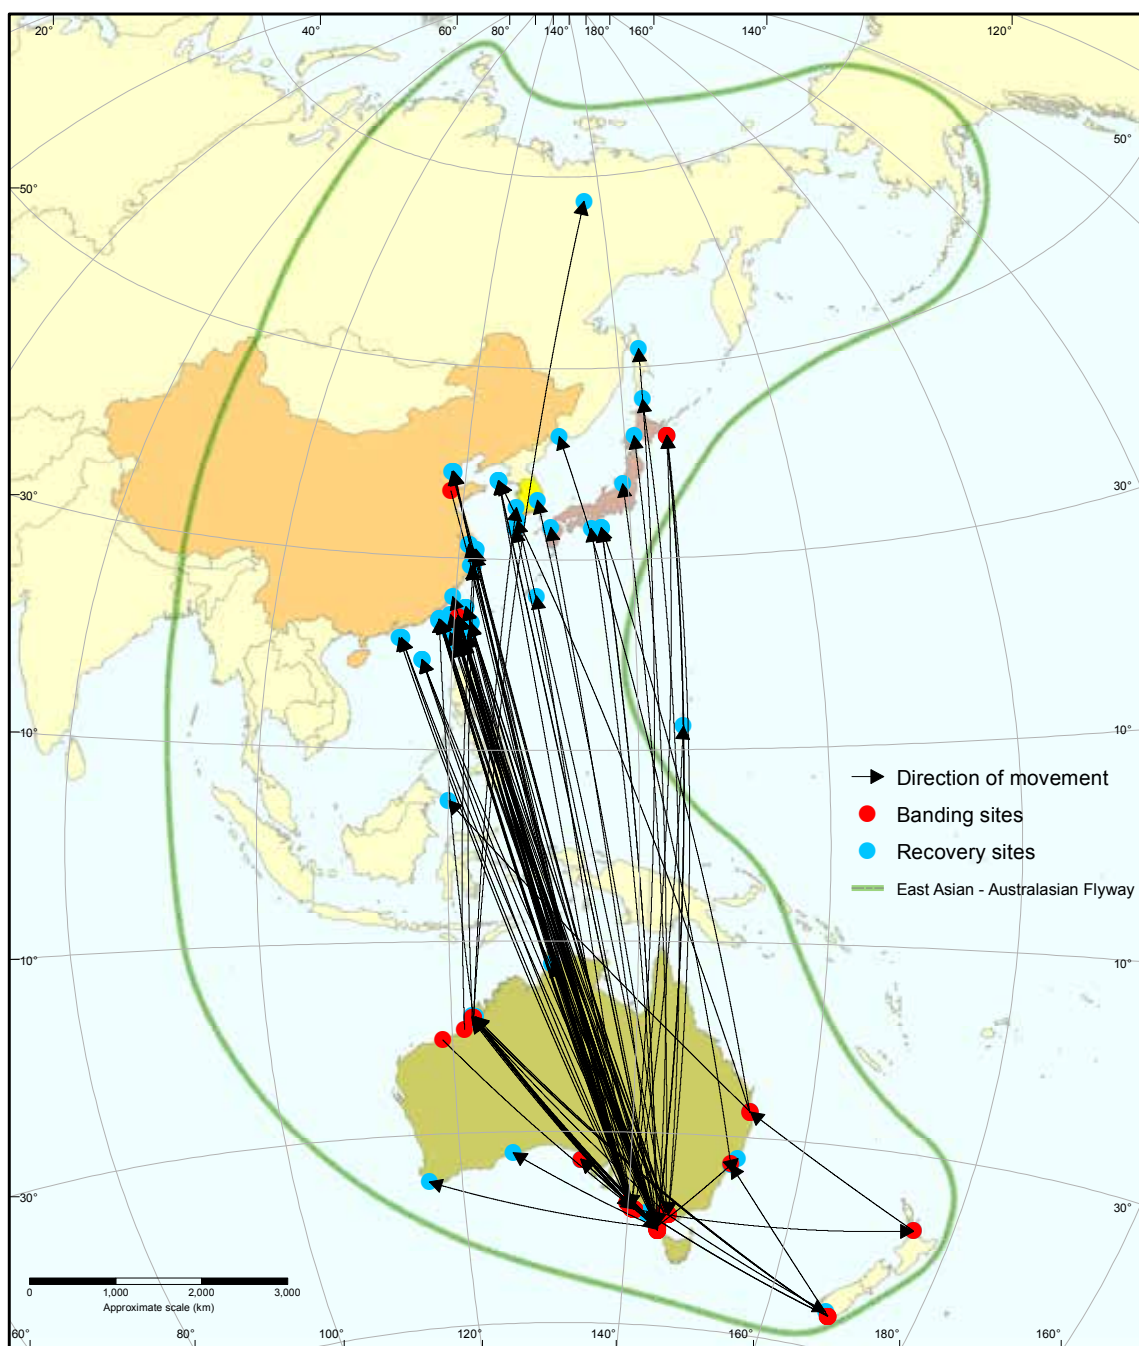 20° 40° 60° 80° 140° 180° 160° 140° 120°
50° 50°
30° 30°
10° 10°
Direction of movement
Banding sites
Recovery sites
East Asian - Australasian Flyway
10° 10°
30° 30°
0 1,000 2,000 3,000
Approximate scale (km)
60° 80° 100° 120° 140° 160° 180° 160°